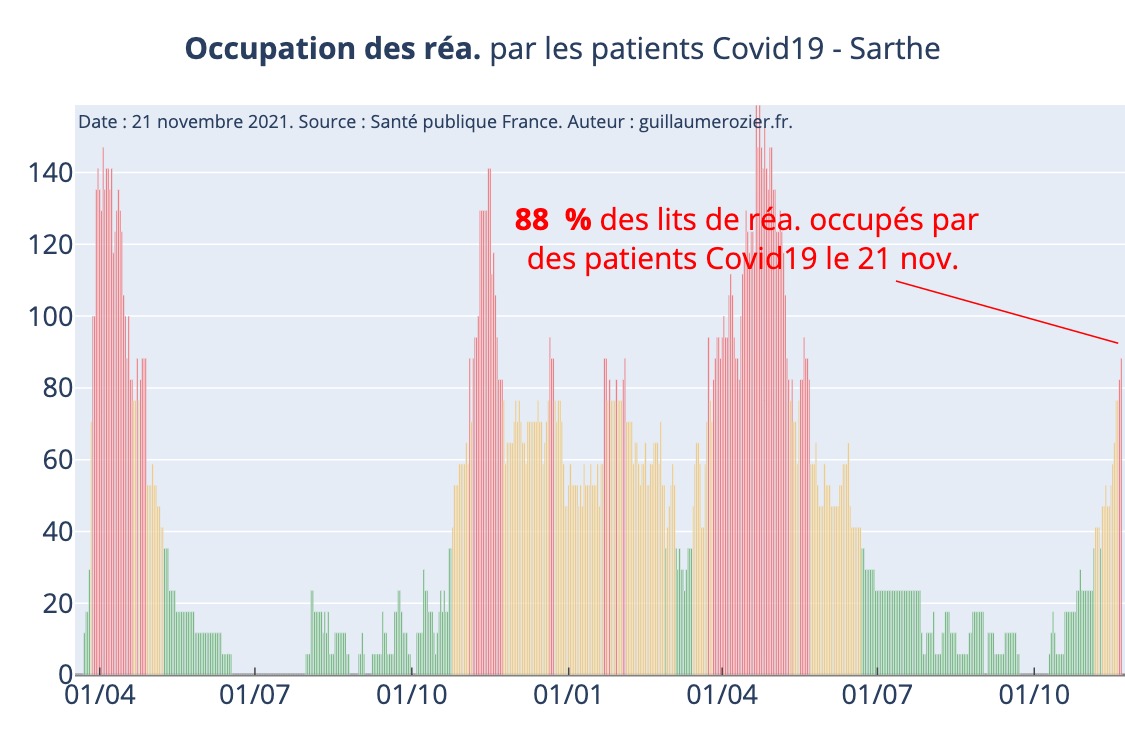 Occupation des réa. par les patients Covid19 - Sarthe
Date : 21 novembre 2021. Source : Santé publique France. Auteur : guillaumerozier.fr.
140
88 % des lits de réa. occupés par
120
des patients Covid19 le 21 nov.
100
80
60
40
20
0
01/04 01/07 01/10 01/01 01/04 01/07 01/10